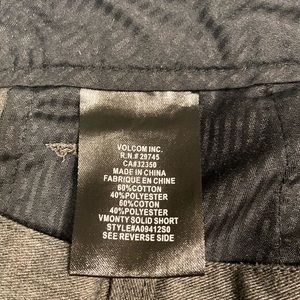 VOLCOM INC.
R.N.# 29745
CA#32350
MADE IN CHINA
FABRIQUE EN CHINE
60%COTTON
40%POLYESTER
60%COTON
40%POLYESTER
VMONTY SOLID SHORT
STYLE#A09412S0
SEE REVERSE SIDE